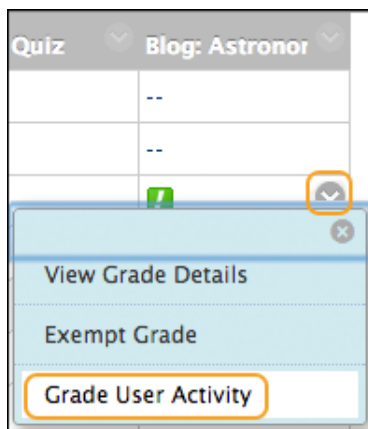 Quiz Blog: Astronor
--
--
!
View Grade Details
Exempt Grade
Grade User Activity